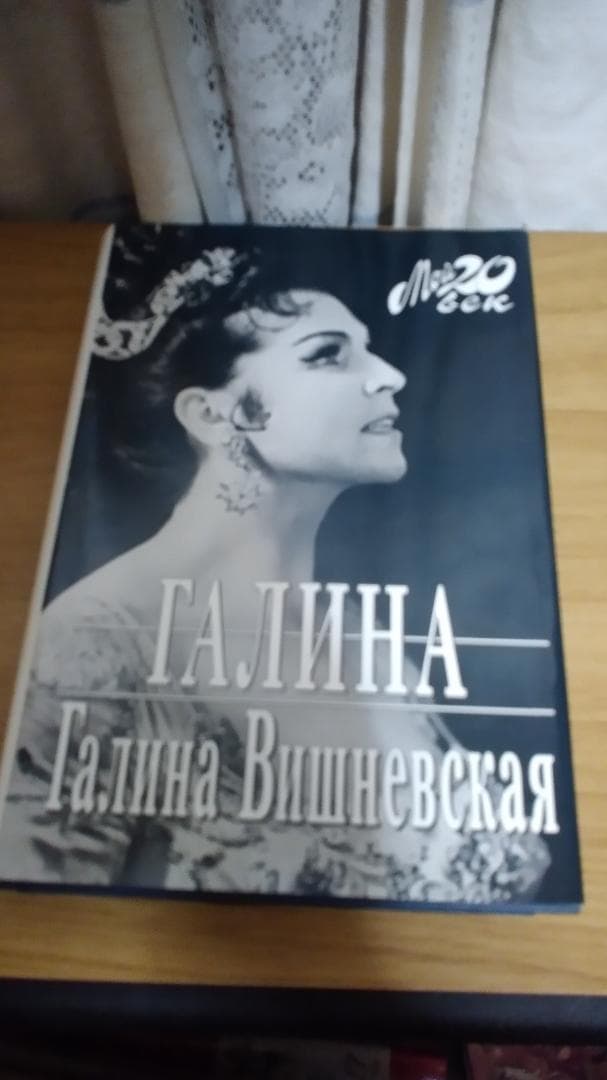 Мой 20
век
ГАЛИНА
Галина Вишневская